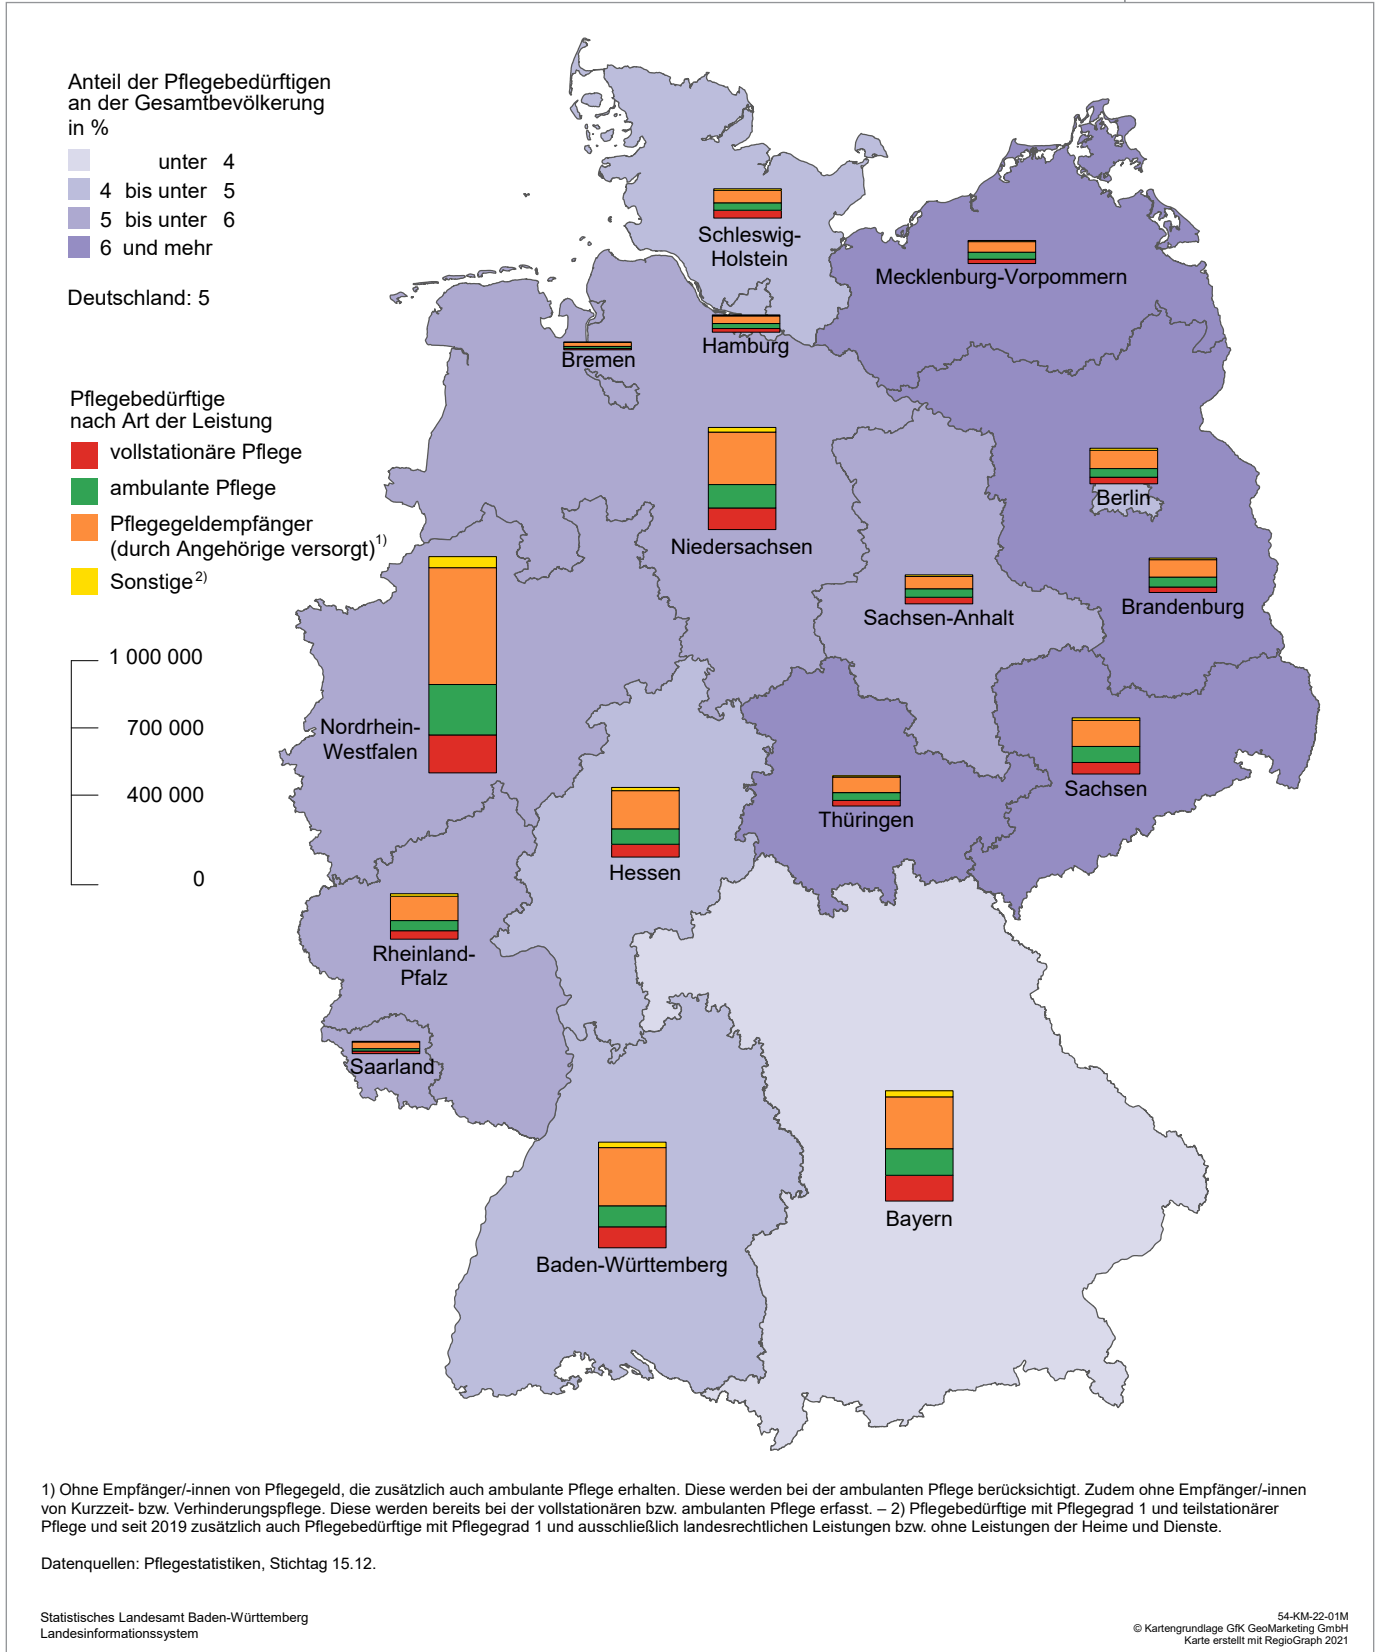 Anteil der Pflegebedürftigen
an der Gesamtbevölkerung
in %
unter 4
4 bis unter 5
5 bis unter 6
6 und mehr
Deutschland: 5
Pflegebedürftige
nach Art der Leistung
vollstationäre Pflege
ambulante Pflege
Pflegegeldempfänger
(durch Angehörige versorgt)1)
Sonstige2)
1 000 000
700 000
400 000
0
Schleswig-
Holstein
Mecklenburg-Vorpommern
Hamburg
Bremen
Niedersachsen
Berlin
Brandenburg
Sachsen-Anhalt
Nordrhein-
Westfalen
Sachsen
Thüringen
Hessen
Rheinland-
Pfalz
Saarland
Bayern
Baden-Württemberg
1) Ohne Empfänger/-innen von Pflegegeld, die zusätzlich auch ambulante Pflege erhalten. Diese werden bei der ambulanten Pflege berücksichtigt. Zudem ohne Empfänger/-innen
von Kurzzeit- bzw. Verhinderungspflege. Diese werden bereits bei der vollstationären bzw. ambulanten Pflege erfasst. – 2) Pflegebedürftige mit Pflegegrad 1 und teilstationärer
Pflege und seit 2019 zusätzlich auch Pflegebedürftige mit Pflegegrad 1 und ausschließlich landesrechtlichen Leistungen bzw. ohne Leistungen der Heime und Dienste.
Datenquellen: Pflegestatistiken, Stichtag 15.12.
Statistisches Landesamt Baden-Württemberg
Landesinformationssystem
54-KM-22-01M
© Kartengrundlage GfK GeoMarketing GmbH
Karte erstellt mit RegioGraph 2021